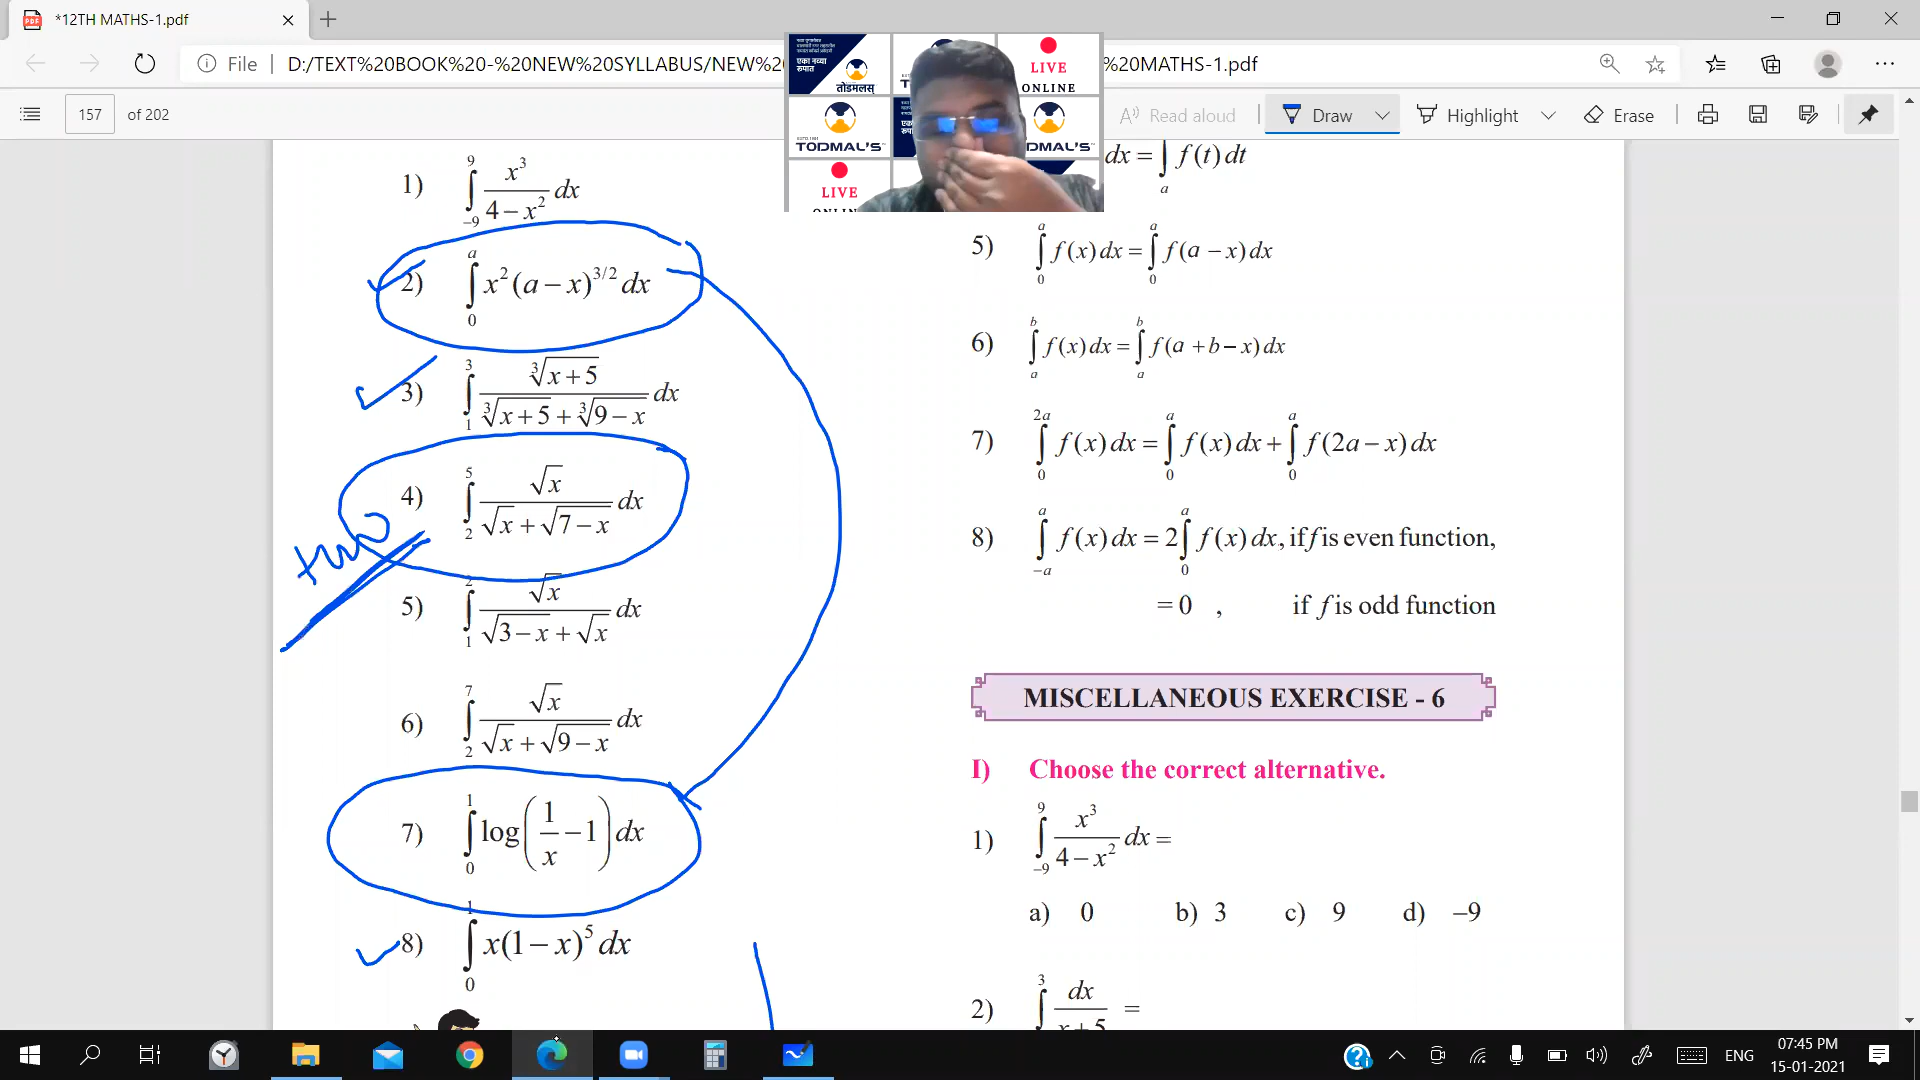 *12TH MATHS-1.pdf
File
D:/TEXT%20BOOK%20-%20NEW%20SYLLABUS/NEW%20
%20MATHS-1.pdf
157 of 202
Read aloud
Draw
Highlight
Erase
एका नव्या
रुपात
तोडमलस्
LIVE
ONLINE
TODMAL'S
DMAL'S
LIVE
ONLIN
1) ∫_{-9}^{9} x³/(4 – x²) dx
2) ∫_{0}^{a} x² (a – x)^{3/2} dx
3) ∫_{1}^{3} ∛(x+5) / (∛(x+5) + ∛(9–x)) dx
4) ∫_{2}^{5} √x / (√x + √(7–x)) dx
two
5) ∫_{1}^{2} √x / (√(3–x) + √x) dx
6) ∫_{2}^{7} √x / (√x + √(9–x)) dx
7) ∫_{0}^{1} log(1/x – 1) dx
8) ∫_{0}^{1} x(1 – x)⁵ dx
dx = ∫_{a} f(t) dt
5) ∫_{0}^{a} f(x) dx = ∫_{0}^{a} f(a – x) dx
6) ∫_{a}^{b} f(x) dx = ∫_{a}^{b} f(a + b – x) dx
7) ∫_{0}^{2a} f(x) dx = ∫_{0}^{a} f(x) dx + ∫_{0}^{a} f(2a – x) dx
8) ∫_{-a}^{a} f(x) dx = 2∫_{0}^{a} f(x) dx, if f is even function,
= 0 , if f is odd function
MISCELLANEOUS EXERCISE - 6
I) Choose the correct alternative.
1) ∫_{-9}^{9} x³/(4 – x²) dx =
a) 0 b) 3 c) 9 d) –9
2) ∫^{3} dx/(x + 5) =
ENG
07:45 PM
15-01-2021